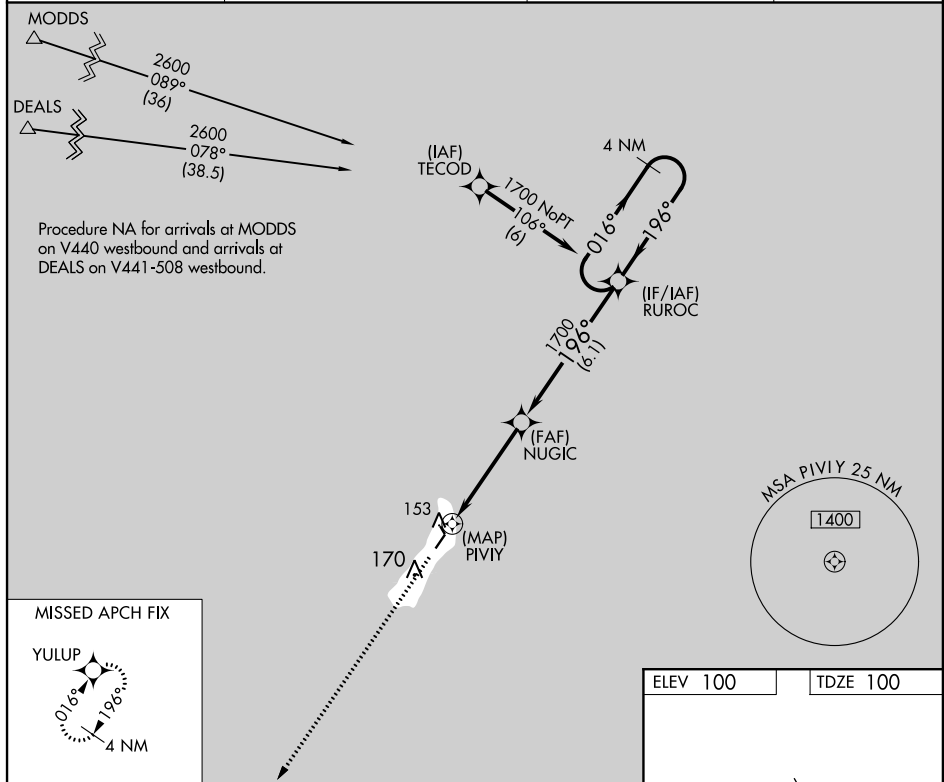 MODDS
2600
089°
(36)
DEALS
2600
078°
(38.5)
Procedure NA for arrivals at MODDS
on V440 westbound and arrivals at
DEALS on V441-508 westbound.
(IAF)
TECOD
1700 NoPT
106°
(6)
4 NM
016°
196°
(IF/IAF)
RUROC
1700
196°
(6.1)
(FAF)
NUGIC
153
(MAP)
PIVIY
170
MSA PIVIY 25 NM
1400
MISSED APCH FIX
YULUP
016°
196°
4 NM
ELEV 100
TDZE 100